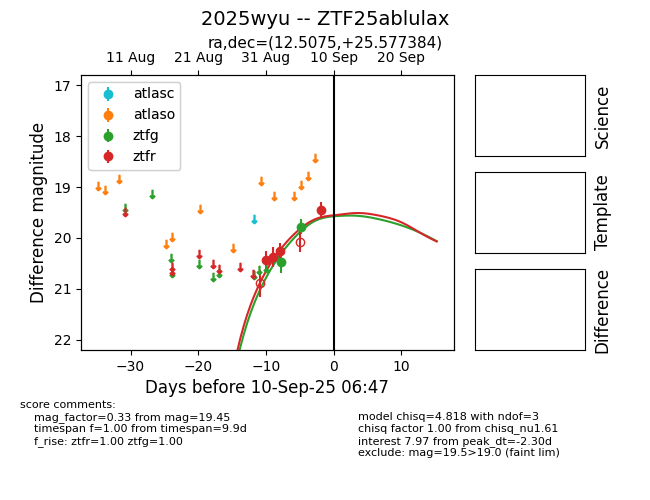 2025wyu -- ZTF25ablulax
ra,dec=(12.5075,+25.577384)
11 Aug 21 Aug 31 Aug 10 Sep 20 Sep
atlasc
atlaso
ztfg
ztfr
17
18
19
20
21
22
Difference magnitude
−30 −20 −10 0 10
Days before 10-Sep-25 06:47
Science
Template
Difference
score comments:
mag_factor=0.33 from mag=19.45
timespan f=1.00 from timespan=9.9d
f_rise: ztfr=1.00 ztfg=1.00
model chisq=4.818 with ndof=3
chisq factor 1.00 from chisq_nu1.61
interest 7.97 from peak_dt=-2.30d
exclude: mag=19.5>19.0 (faint lim)